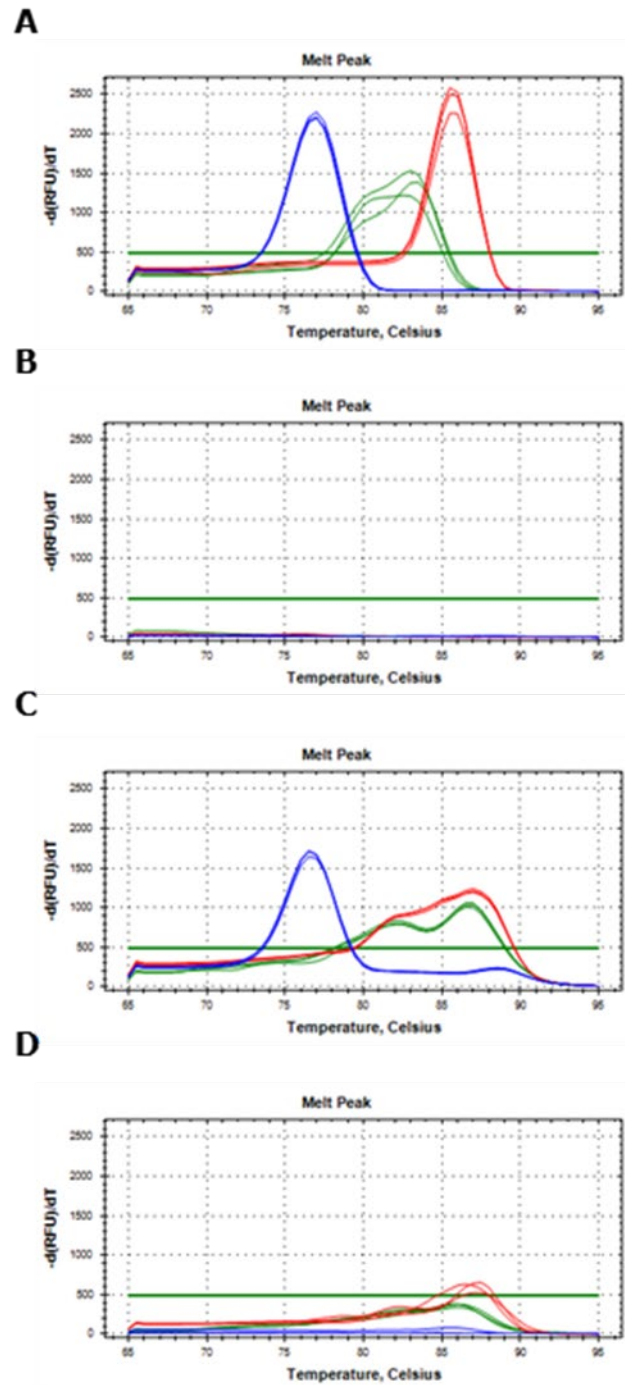 A
Melt Peak
2500
2000
1500
1000
500
0
-d(RFU)/dT
65 70 75 80 85 90 95
Temperature, Celsius
B
Melt Peak
2500
2000
1500
1000
500
0
-d(RFU)/dT
65 70 75 80 85 90 95
Temperature, Celsius
C
Melt Peak
2500
2000
1500
1000
500
0
-d(RFU)/dT
65 70 75 80 85 90 95
Temperature, Celsius
D
Melt Peak
2500
2000
1500
1000
500
0
-d(RFU)/dT
65 70 75 80 85 90 95
Temperature, Celsius